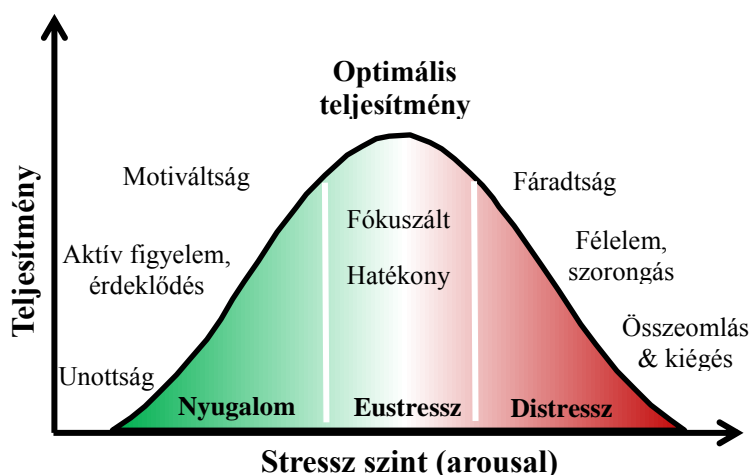 Optimális
teljesítmény
Teljesítmény
Motiváltság
Fáradtság
Fókuszált
Aktív figyelem,
érdeklődés
Félelem,
szorongás
Hatékony
Összeomlás
& kiégés
Unottság
Nyugalom
Eustressz
Distressz
Stressz szint (arousal)